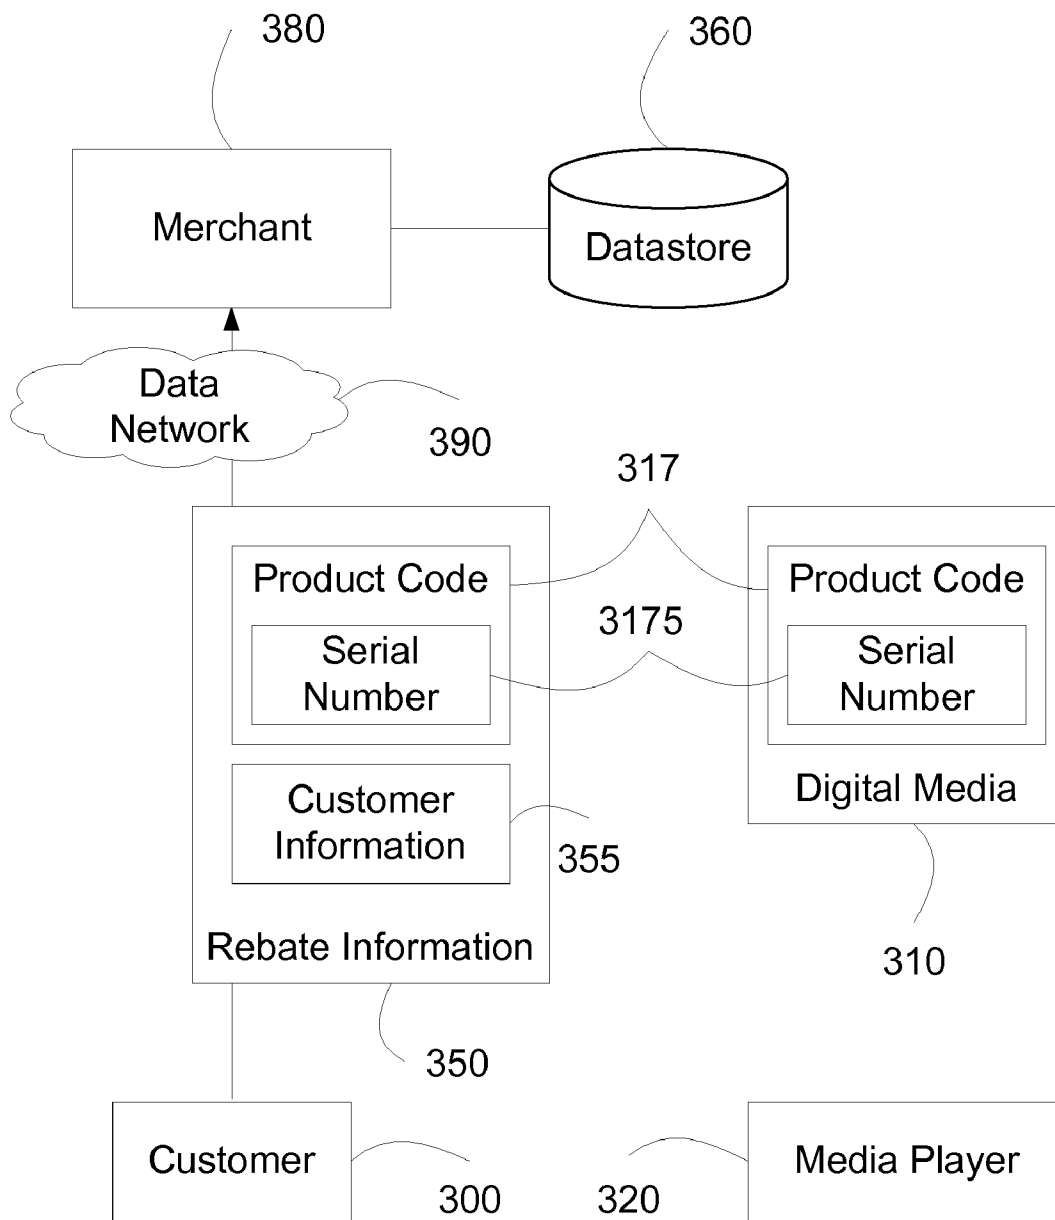 380
360
Merchant
Datastore
Data
Network
390
317
Product Code
Product Code
3175
Serial
Number
Serial
Number
Customer
Information
355
Digital Media
Rebate Information
310
350
Customer
Media Player
300
320